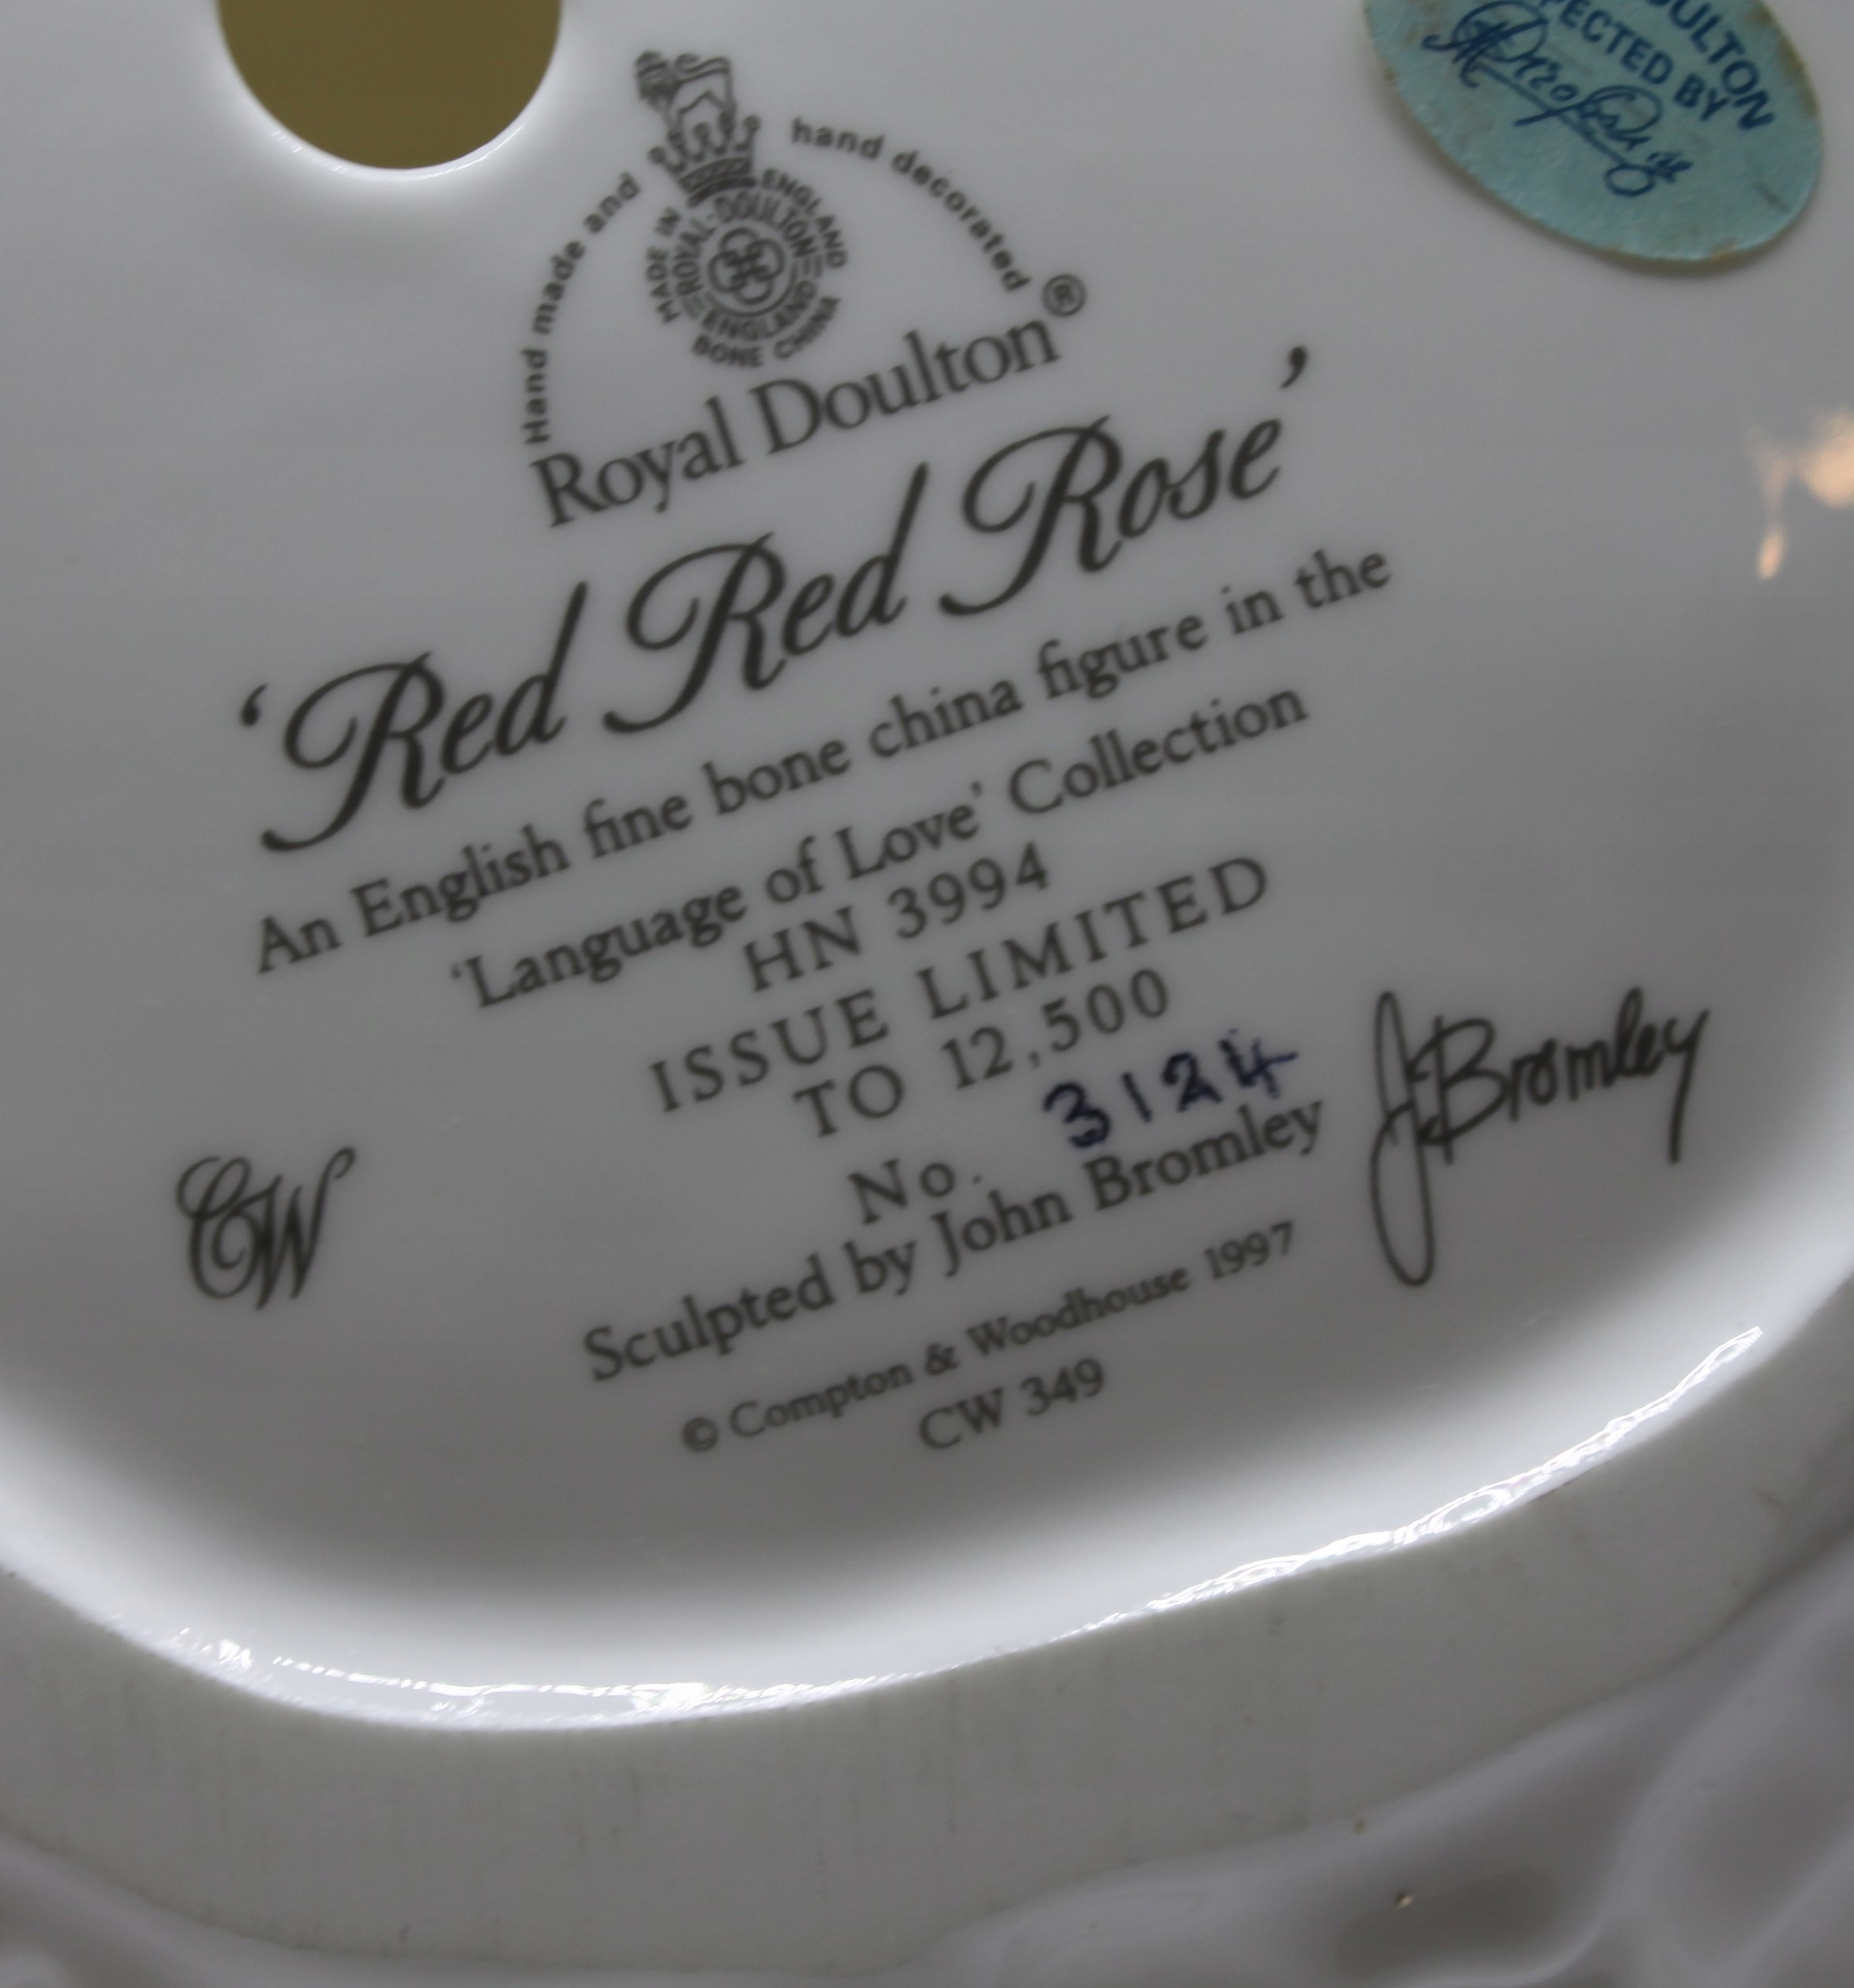 Hand made and hand decorated
MADE IN ENGLAND
ROYAL-DOULTON
ENGLAND
BONE CHINA
Royal Doulton®
‘Red Red Rose’
An English fine bone china figure in the
‘Language of Love’ Collection
HN 3994
ISSUE LIMITED
TO 12,500
No. 3124
Sculpted by John Bromley
© Compton & Woodhouse 1997
CW 349
CW
J Bromley
OULTON
ECTED BY